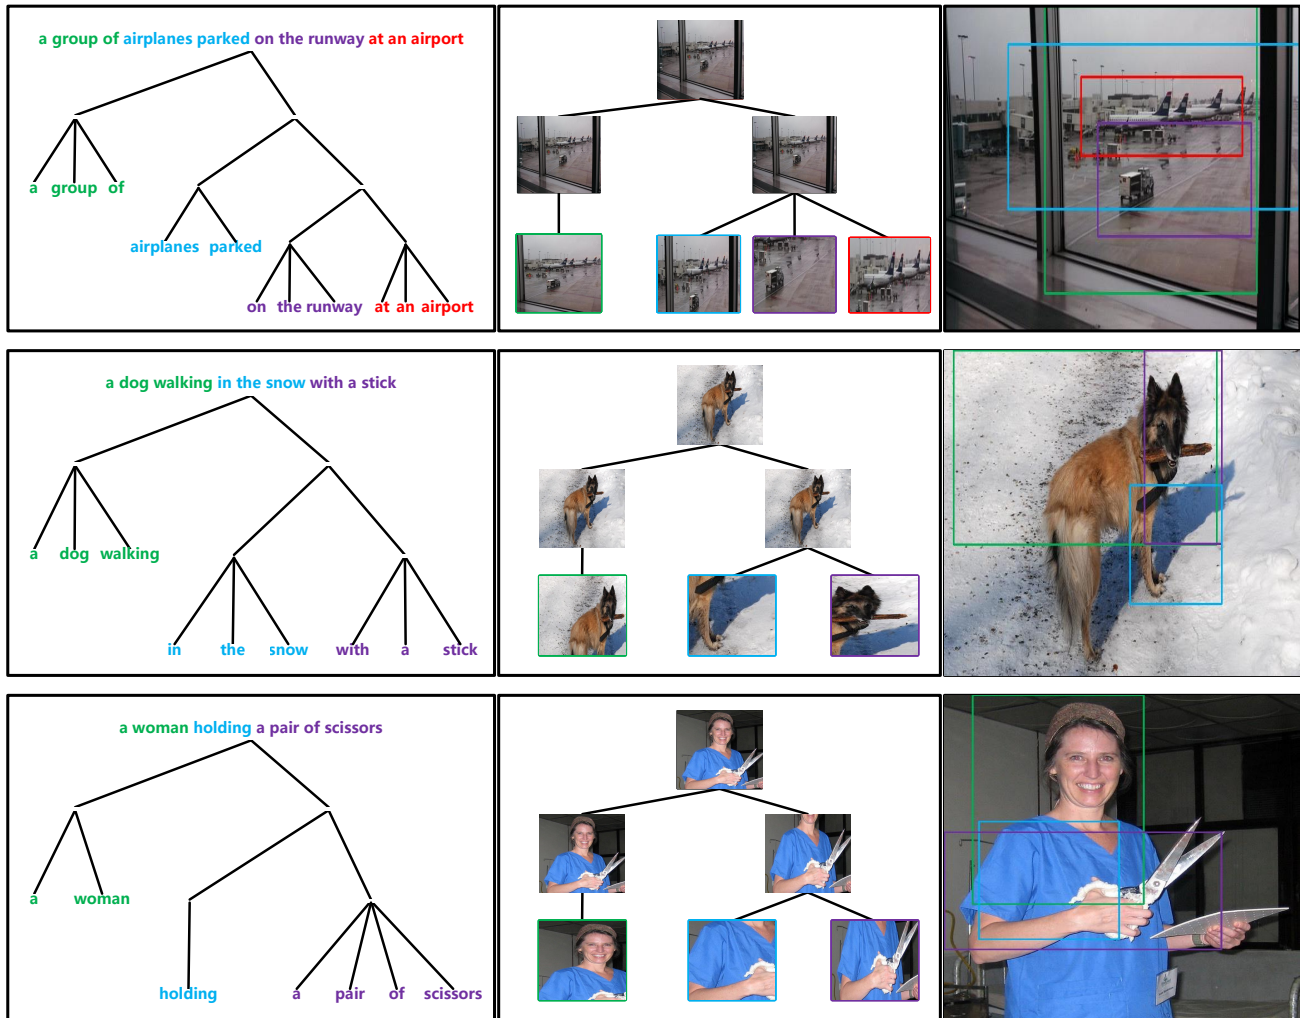 a group of airplanes parked on the runway at an airport
a group of
airplanes parked
on the runway at an airport
a dog walking in the snow with a stick
a dog walking
in the snow with a stick
a woman holding a pair of scissors
a woman
holding a pair of scissors